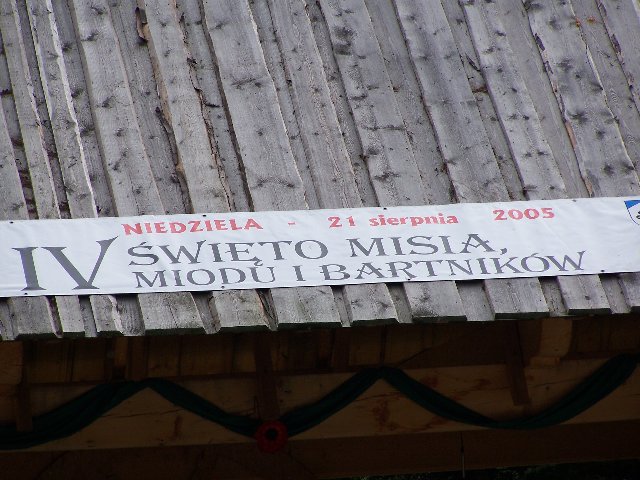 NIEDZIELA - 21 sierpnia 2005
IV ŚWIĘTO MISIA,
MIODU I BARTNIKÓW